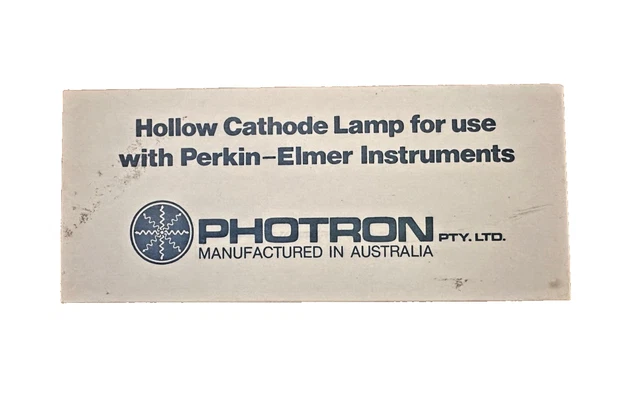 Hollow Cathode Lamp for use
with Perkin-Elmer Instruments
PHOTRON PTY. LTD.
MANUFACTURED IN AUSTRALIA